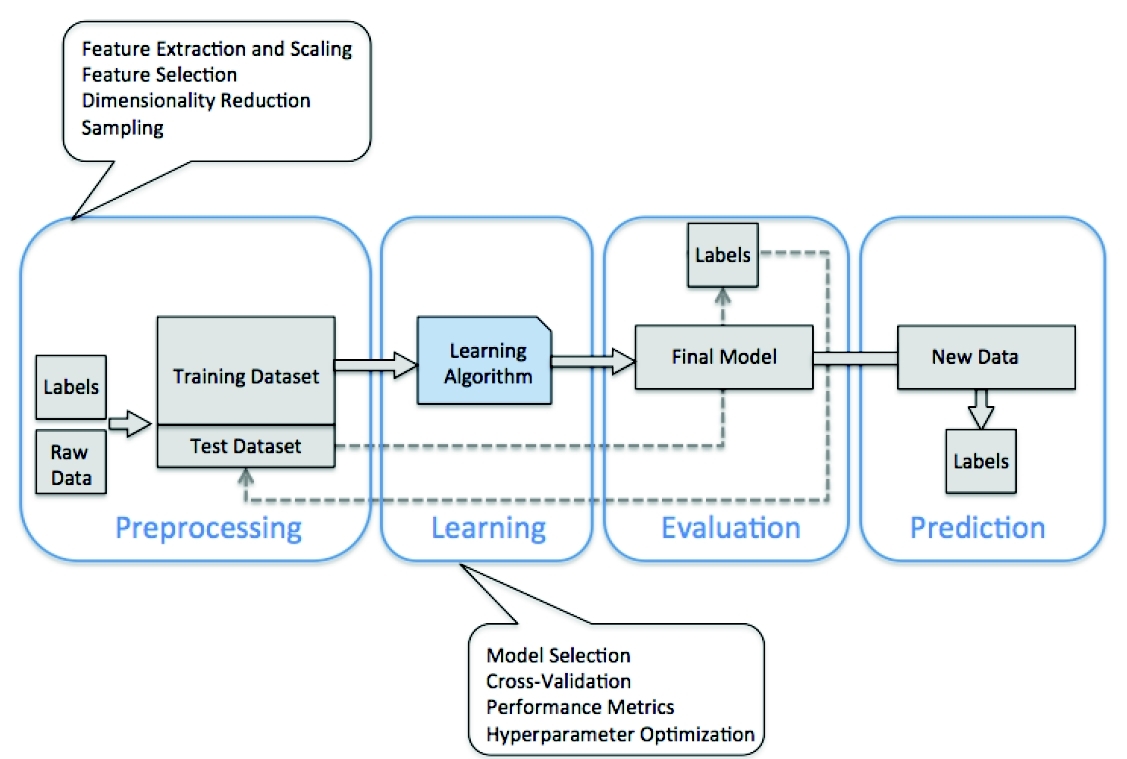 Feature Extraction and Scaling
Feature Selection
Dimensionality Reduction
Sampling
Labels
Raw
Data
Training Dataset
Test Dataset
Preprocessing
Learning
Algorithm
Learning
Labels
Final Model
Evaluation
New Data
Labels
Prediction
Model Selection
Cross-Validation
Performance Metrics
Hyperparameter Optimization